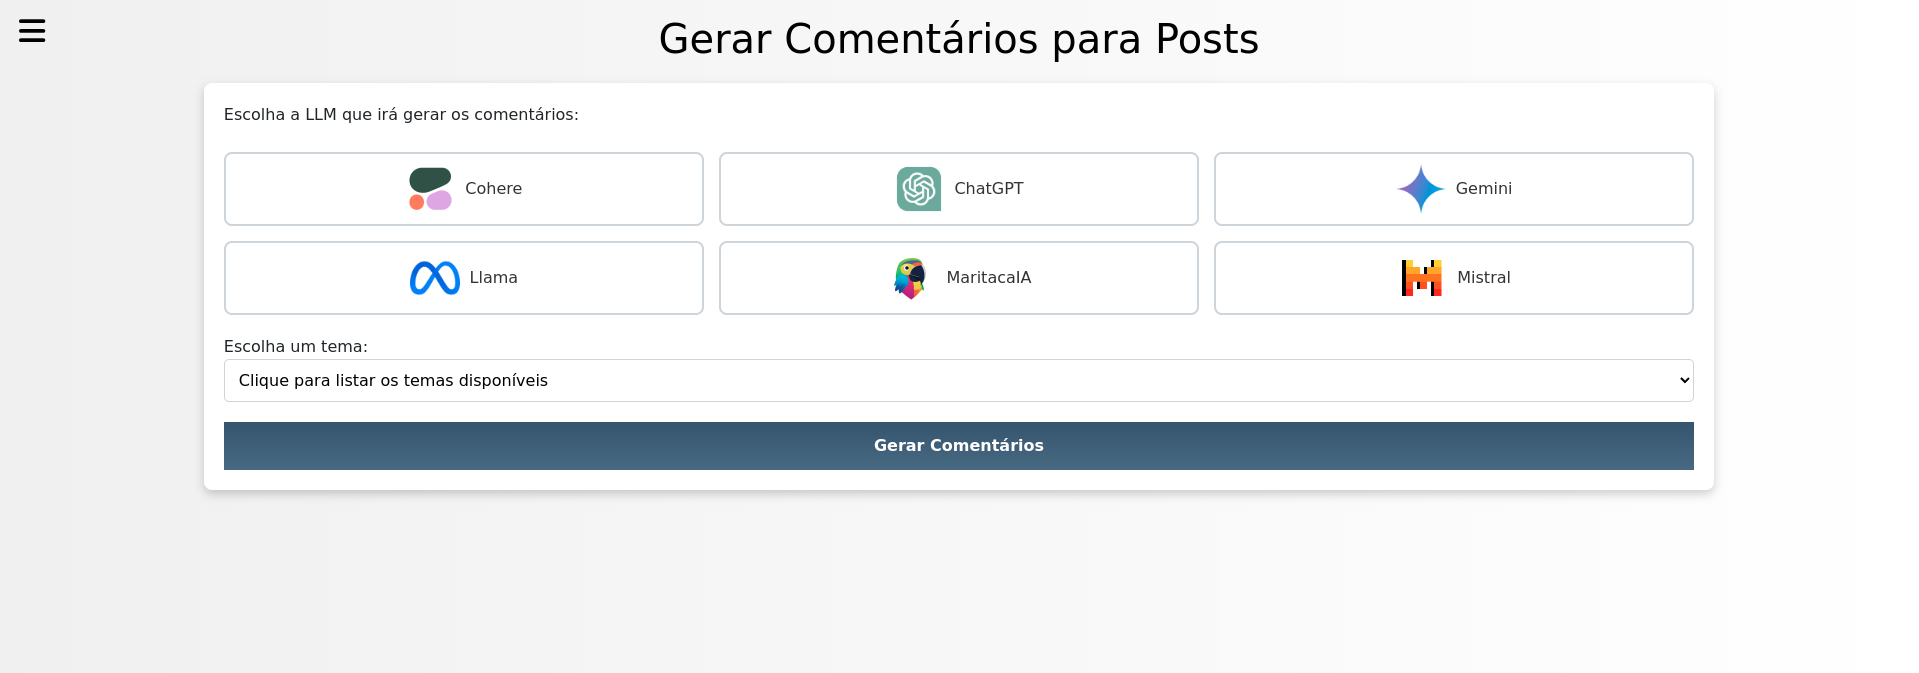 Gerar Comentários para Posts
Escolha a LLM que irá gerar os comentários:
Cohere
ChatGPT
Gemini
Llama
MaritacaIA
Mistral
Escolha um tema:
Clique para listar os temas disponíveis
Gerar Comentários